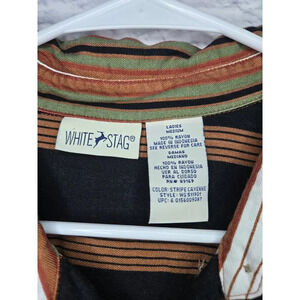 WHITE STAG®
LADIES
MEDIUM
100% RAYON
MADE IN INDONESIA
SEE REVERSE FOR CARE
DAMAS
MEDIANO
100% RAYON
HECHO EN INDONESIA
VER AL DORSO
PARA CUIDADO
COLOR: STRIPE CAYENNE